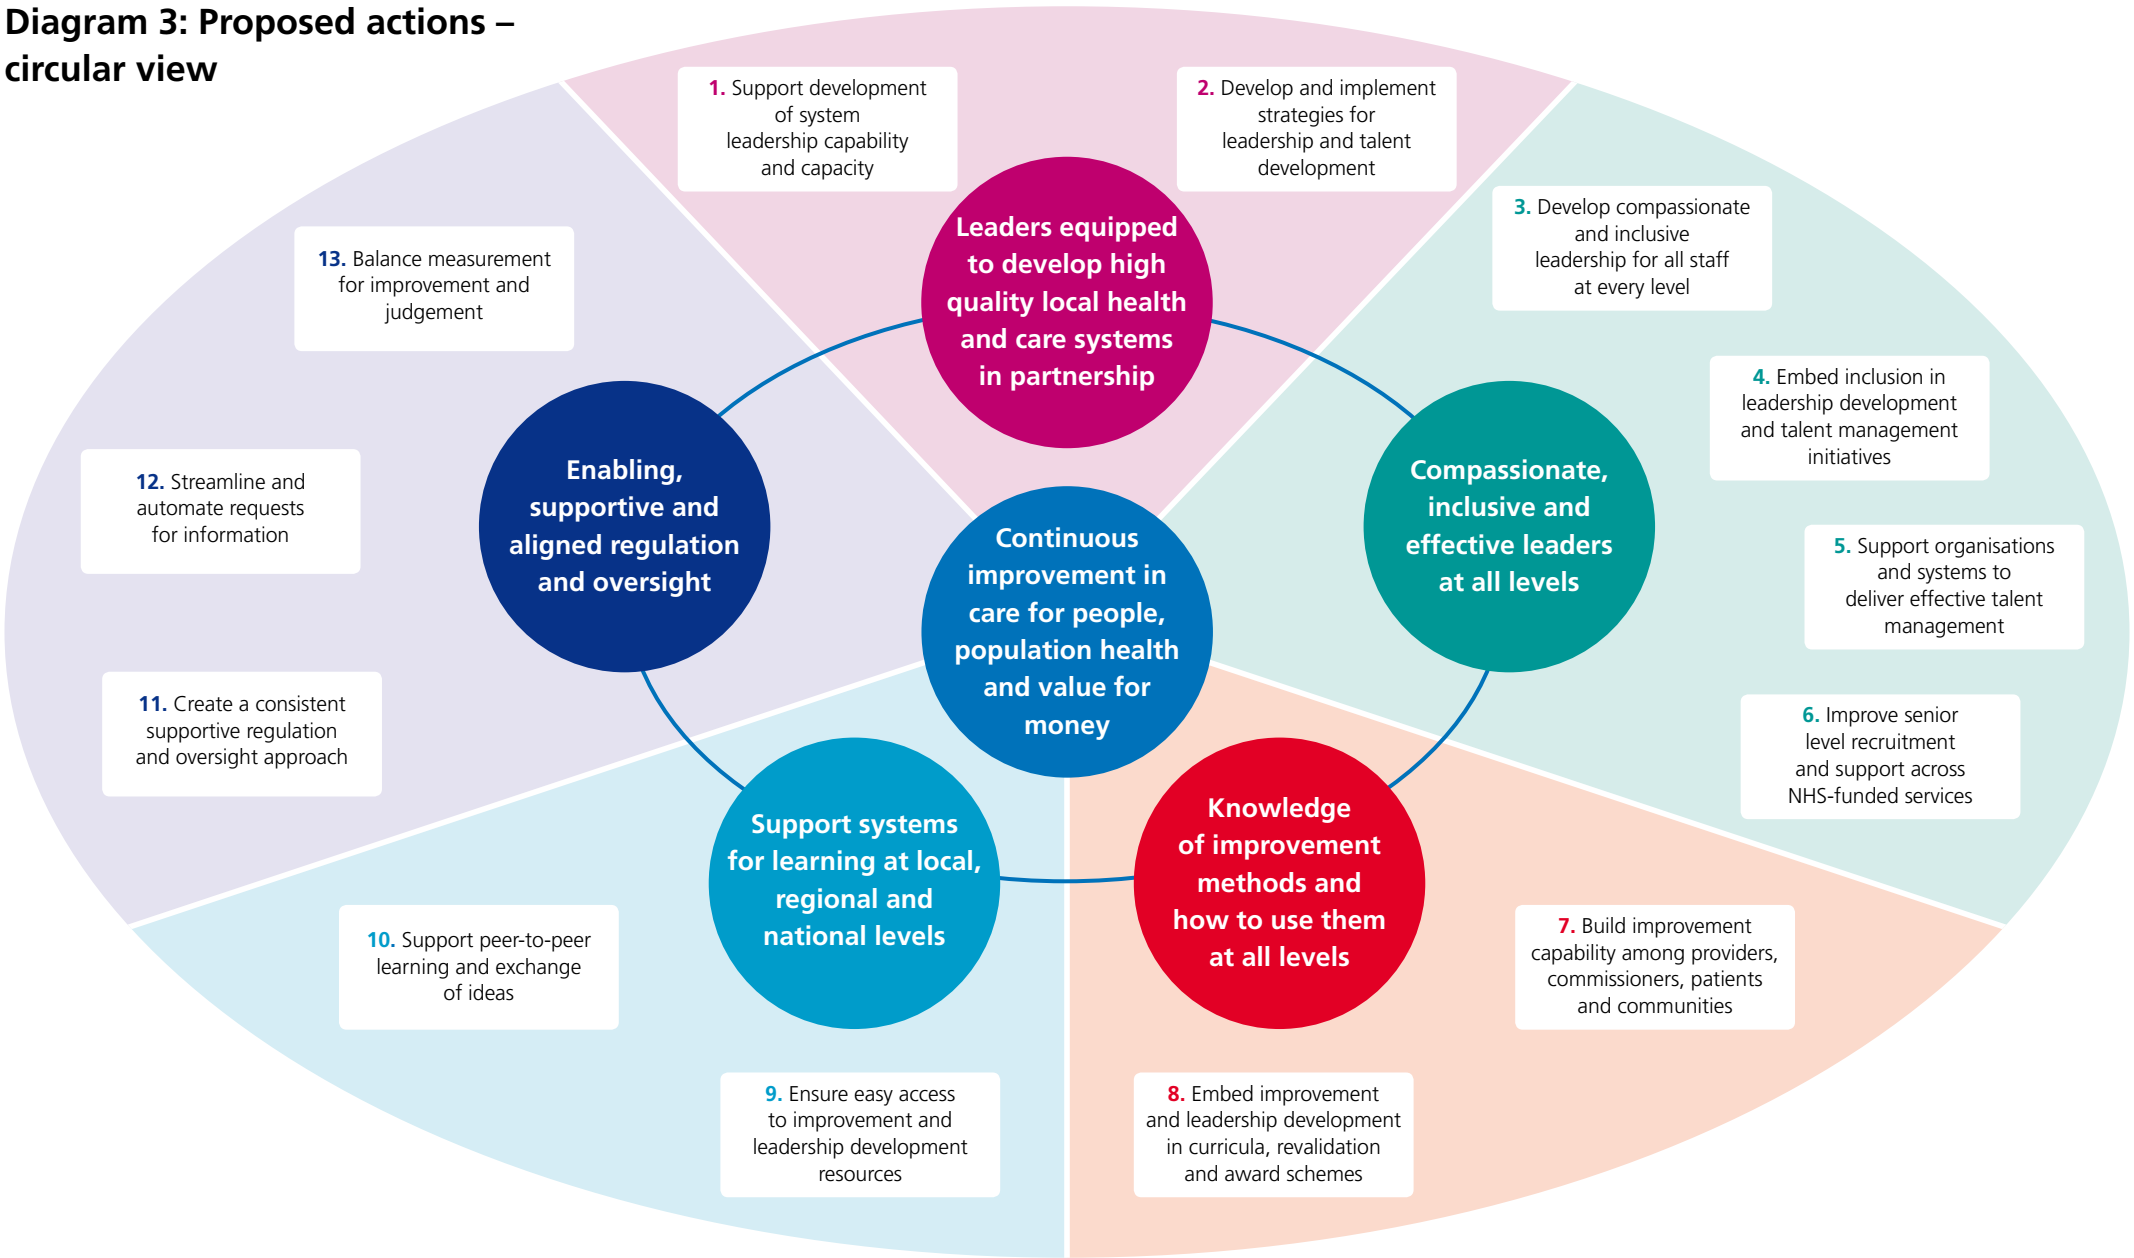 Diagram 3: Proposed actions –
circular view
1. Support development
of system
leadership capability
and capacity
2. Develop and implement
strategies for
leadership and talent
development
Leaders equipped
to develop high
quality local health
and care systems
in partnership
3. Develop compassionate
and inclusive
leadership for all staff
at every level
4. Embed inclusion in
leadership development
and talent management
initiatives
5. Support organisations
and systems to
deliver effective talent
management
6. Improve senior
level recruitment
and support across
NHS-funded services
Compassionate,
inclusive and
effective leaders
at all levels
7. Build improvement
capability among providers,
commissioners, patients
and communities
8. Embed improvement
and leadership development
in curricula, revalidation
and award schemes
Knowledge
of improvement
methods and
how to use them
at all levels
9. Ensure easy access
to improvement and
leadership development
resources
10. Support peer-to-peer
learning and exchange
of ideas
Support systems
for learning at local,
regional and
national levels
11. Create a consistent
supportive regulation
and oversight approach
12. Streamline and
automate requests
for information
13. Balance measurement
for improvement and
judgement
Enabling,
supportive and
aligned regulation
and oversight
Continuous
improvement in
care for people,
population health
and value for
money